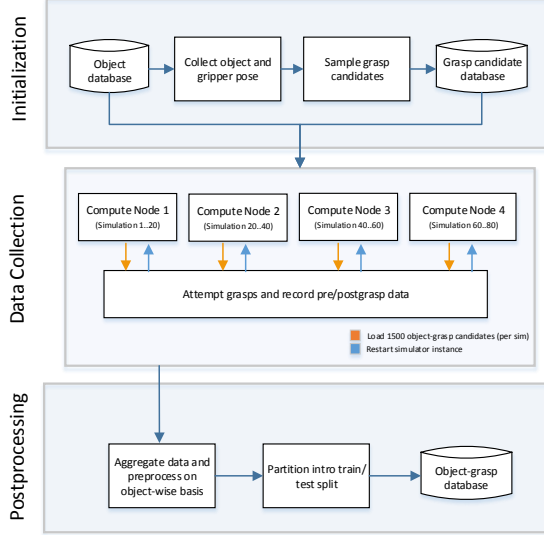 Initialization
Object
database
Collect object and
gripper pose
Sample grasp
candidates
Grasp candidate
database
Data Collection
Compute Node 1
(Simulation 1..20)
Compute Node 2
(Simulation 20..40)
Compute Node 3
(Simulation 40..60)
Compute Node 4
(Simulation 60..80)
Attempt grasps and record pre/postgrasp data
Load 1500 object-grasp candidates (per sim)
Restart simulator instance
Postprocessing
Aggregate data and
preprocess on
object-wise basis
Partition intro train/
test split
Object-grasp
database